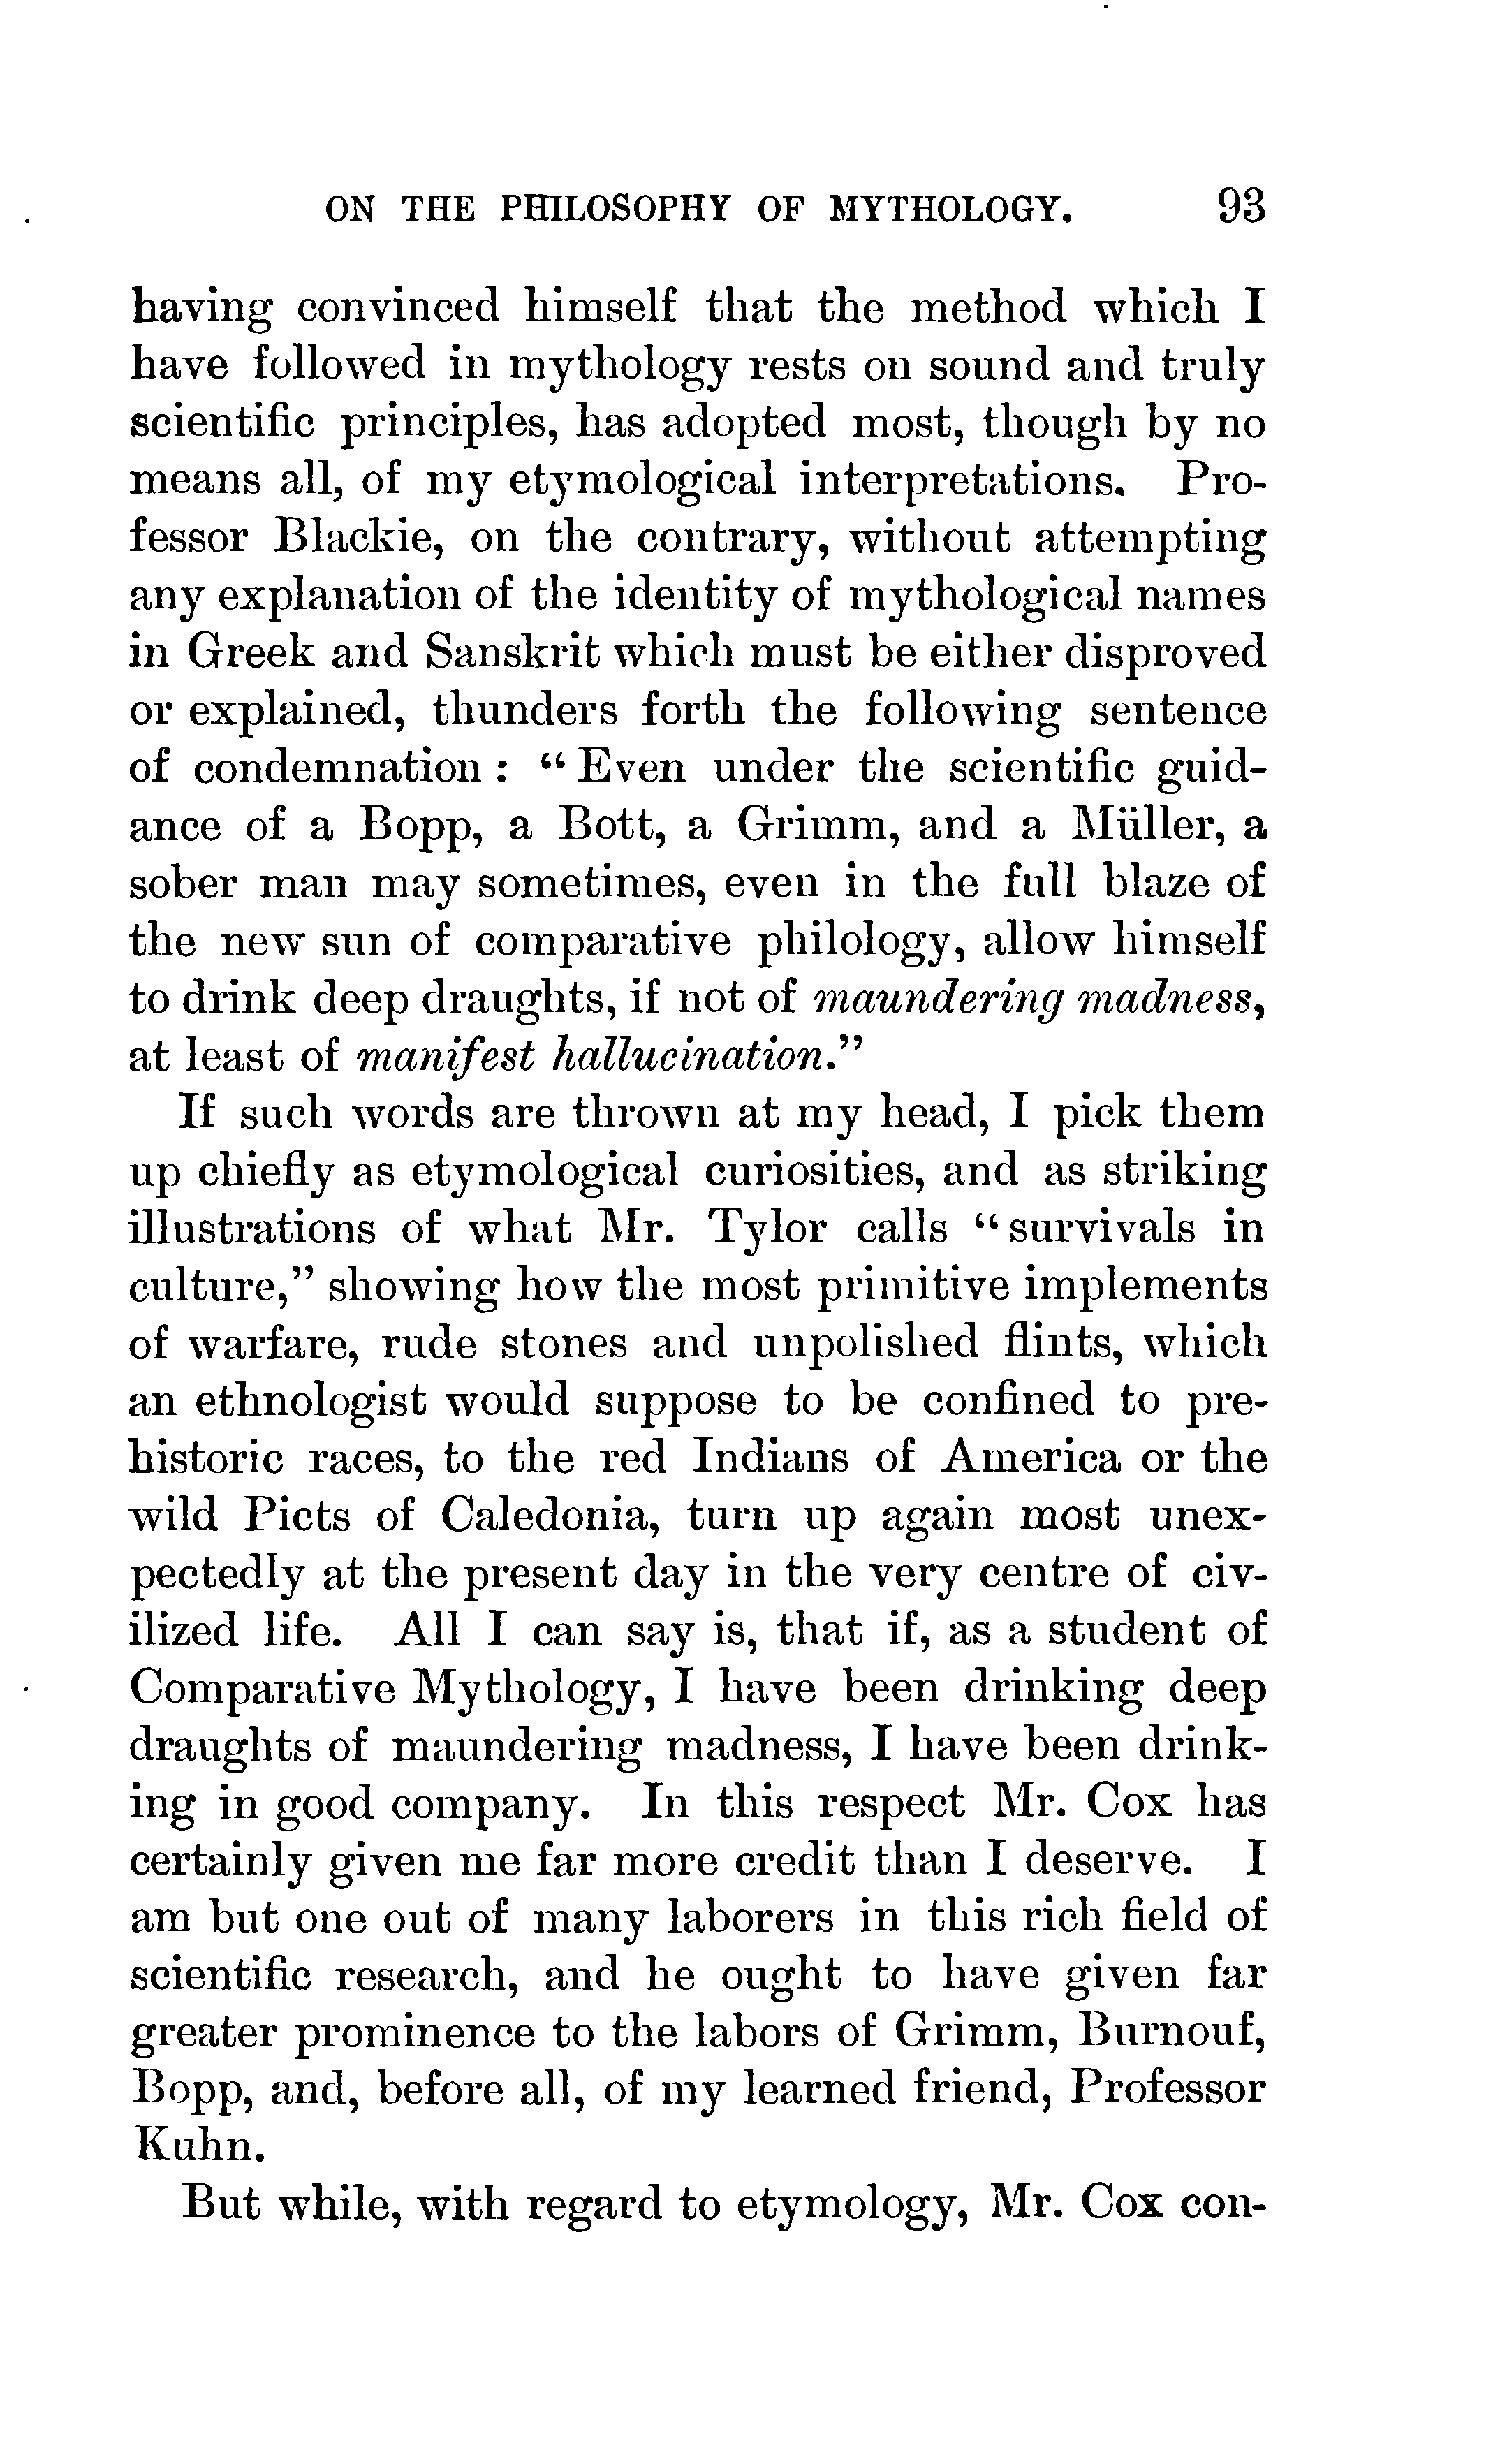 ON THE PHILOSOPHY OF MYTHOLOGY. 93
having convinced himself that the method which I
have followed in mythology rests on sound and truly
scientific principles, has adopted most, though by no
means all, of my etymological interpretations. Pro-
fessor Blackie, on the contrary, without attempting
any explanation of the identity of mythological names
in Greek and Sanskrit which must be either disproved
or explained, thunders forth the following sentence
of condemnation : “ Even under the scientific guid-
ance of a Bopp, a Bott, a Grimm, and a Müller, a
sober man may sometimes, even in the full blaze of
the new sun of comparative philology, allow himself
to drink deep draughts, if not of maundering madness,
at least of manifest hallucination.”
If such words are thrown at my head, I pick them
up chiefly as etymological curiosities, and as striking
illustrations of what Mr. Tylor calls “ survivals in
culture,” showing how the most primitive implements
of warfare, rude stones and unpolished flints, which
an ethnologist would suppose to be confined to pre-
historic races, to the red Indians of America or the
wild Picts of Caledonia, turn up again most unex-
pectedly at the present day in the very centre of civ-
ilized life. All I can say is, that if, as a student of
Comparative Mythology, I have been drinking deep
draughts of maundering madness, I have been drink-
ing in good company. In this respect Mr. Cox has
certainly given me far more credit than I deserve. I
am but one out of many laborers in this rich field of
scientific research, and he ought to have given far
greater prominence to the labors of Grimm, Burnouf,
Bopp, and, before all, of my learned friend, Professor
Kuhn.
But while, with regard to etymology, Mr. Cox con-